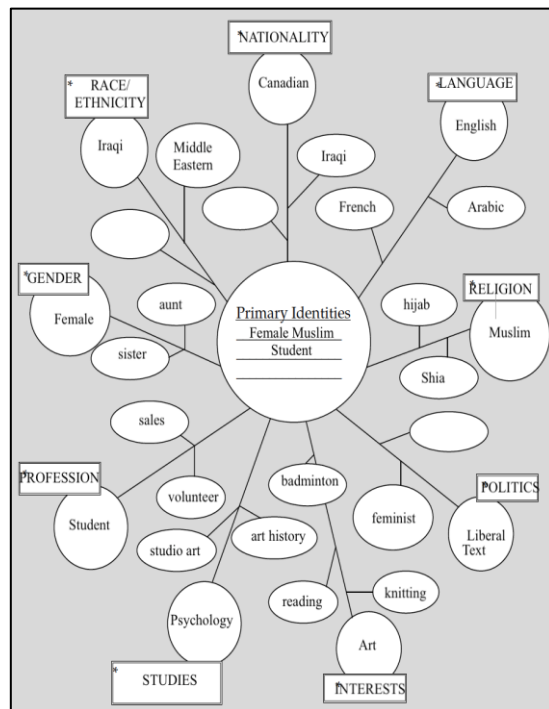 *NATIONALITY
Canadian
* RACE/
ETHNICITY
Iraqi
Middle
Eastern
Iraqi
*LANGUAGE
English
French
Arabic
*GENDER
Female
aunt
sister
Primary Identities
Female Muslim
Student
hijab
*RELIGION
Muslim
Shia
sales
volunteer
*PROFESSION
Student
studio art
art history
Psychology
*
STUDIES
badminton
reading
knitting
Art
*INTERESTS
feminist
*POLITICS
Liberal
Text